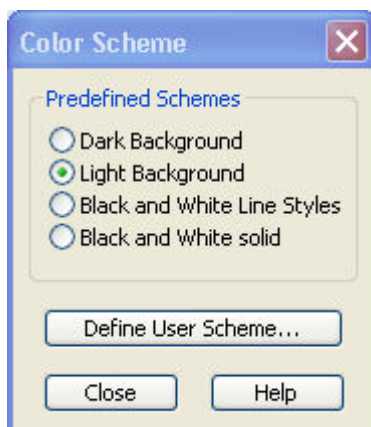 Color Scheme
Predefined Schemes
Dark Background
Light Background
Black and White Line Styles
Black and White solid
Define User Scheme...
Close Help